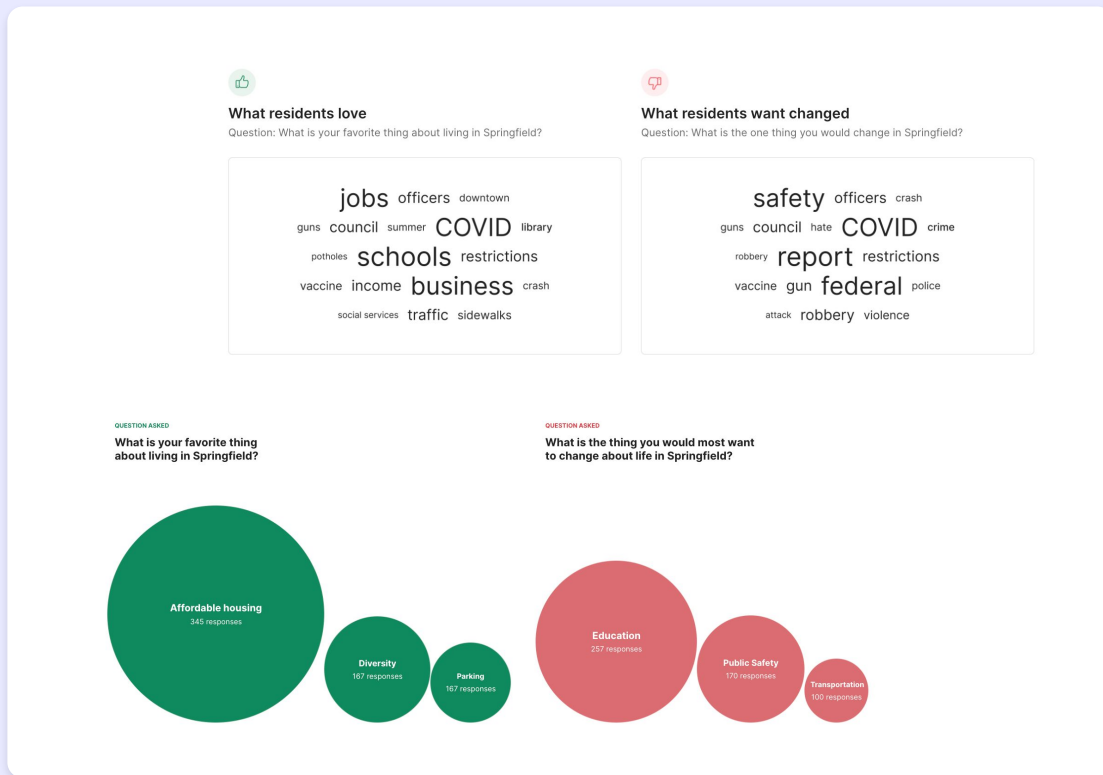 What residents love
Question: What is your favorite thing about living in Springfield?
jobs officers downtown
guns council summer COVID library
potholes schools restrictions
vaccine income business crash
social services traffic sidewalks
What residents want changed
Question: What is the one thing you would change in Springfield?
safety officers crash
guns council hate COVID crime
robbery report restrictions
vaccine gun federal police
attack robbery violence
QUESTION ASKED
What is your favorite thing
about living in Springfield?
Affordable housing
345 responses
Diversity
167 responses
Parking
167 responses
QUESTION ASKED
What is the thing you would most want
to change about life in Springfield?
Education
257 responses
Public Safety
170 responses
Transportation
100 responses